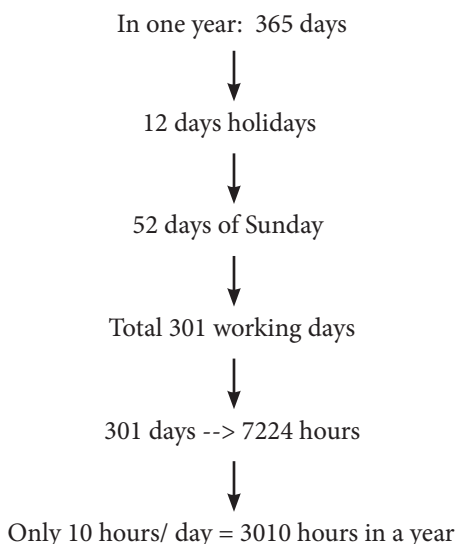 In one year: 365 days
12 days holidays
52 days of Sunday
Total 301 working days
301 days --> 7224 hours
Only 10 hours/ day = 3010 hours in a year